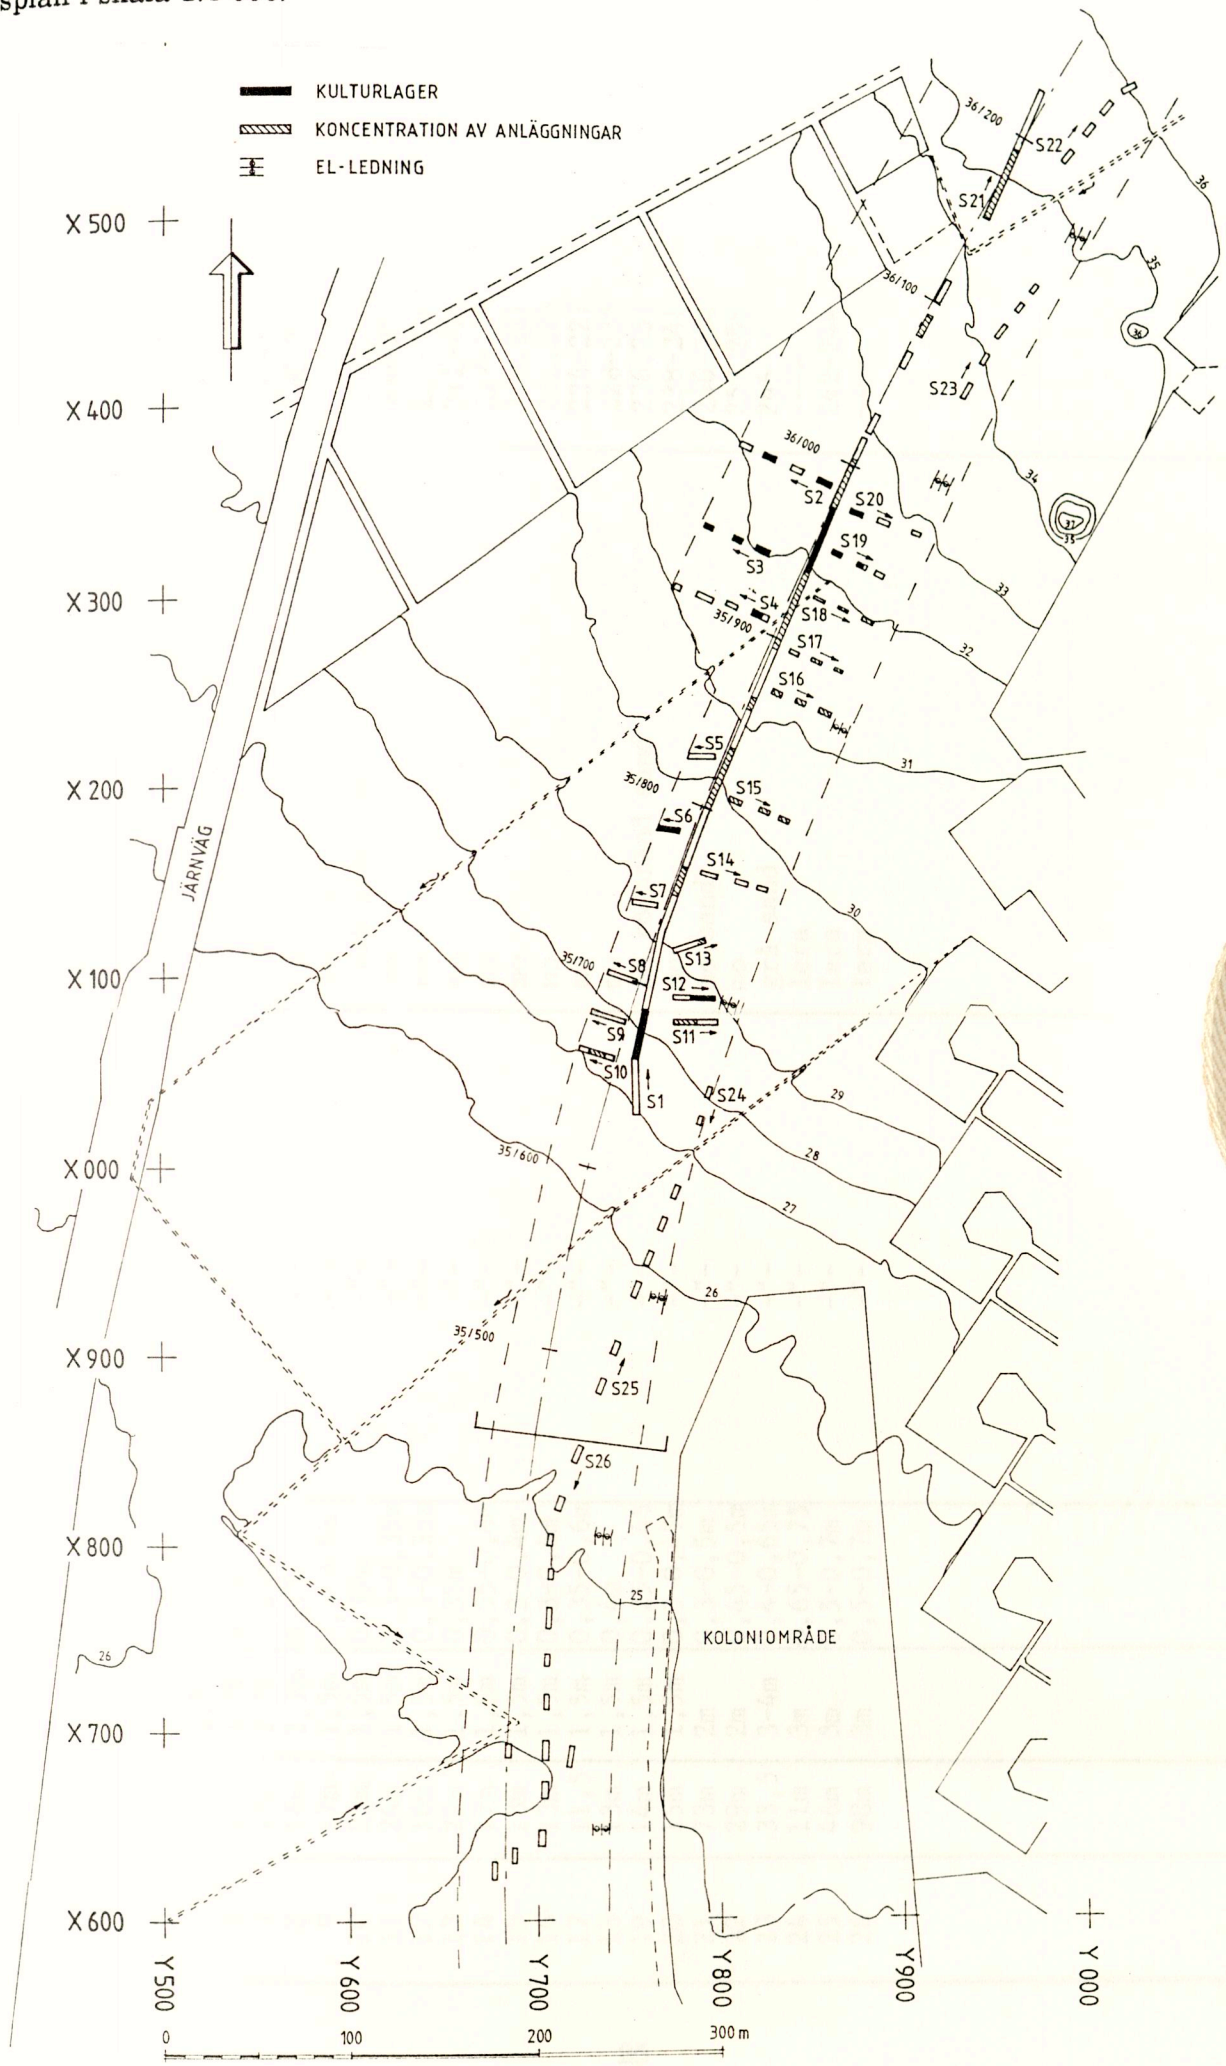 KULTURLAGER
KONCENTRATION AV ANLÄGGNINGAR
EL-LEDNING
36/200
S22
36
S21
X 500
35
36/100
36
S23
X 400
36/000
S2
S20
34
37
35
S19
S3
33
X 300
S4
S18
35/900
S17
32
S16
S5
31
35/800
X 200
S15
S6
JÄRNVÄG
S14
S7
30
S13
35/700
S8
X 100
S12
S9
S11
S10
S24
S1
29
35/600
28
X 000
27
26
35/500
X 900
S25
S26
X 800
25
KOLONIOMRÅDE
26
X 700
X 600
Y 500
Y 600
Y 700
Y 800
Y 900
Y 000
0
100
200
300 m